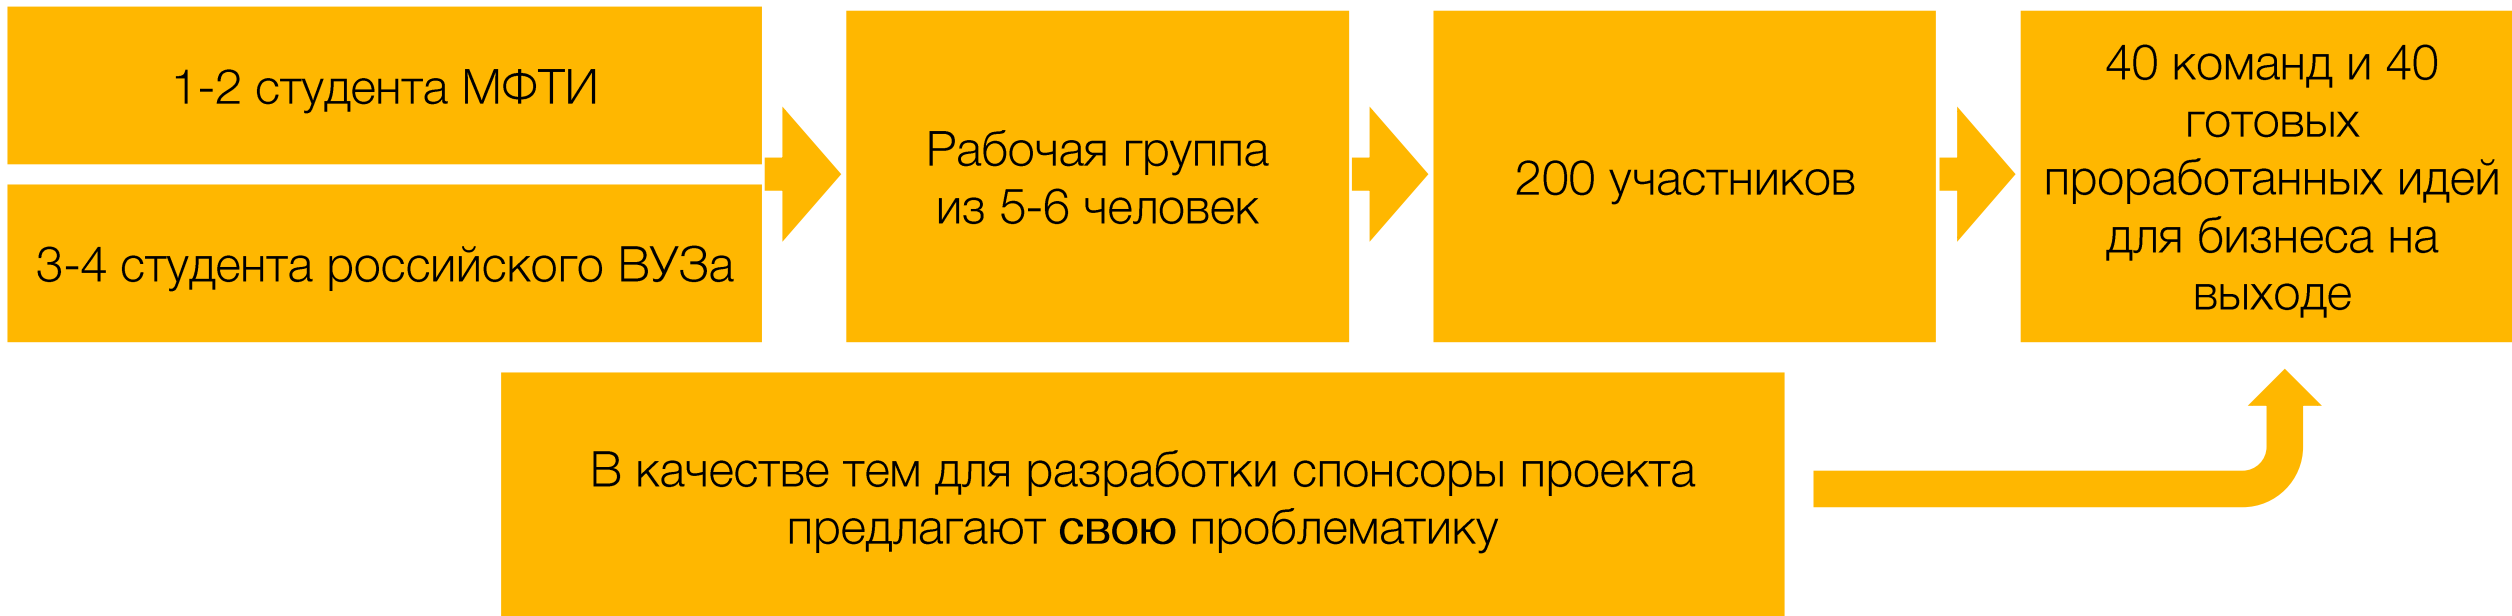 1-2 студента МФТИ
3-4 студента российского ВУЗа
Рабочая группа
из 5-6 человек
200 участников
40 команд и 40
готовых
проработанных идей
для бизнеса на
выходе
В качестве тем для разработки спонсоры проекта
предлагают свою проблематику